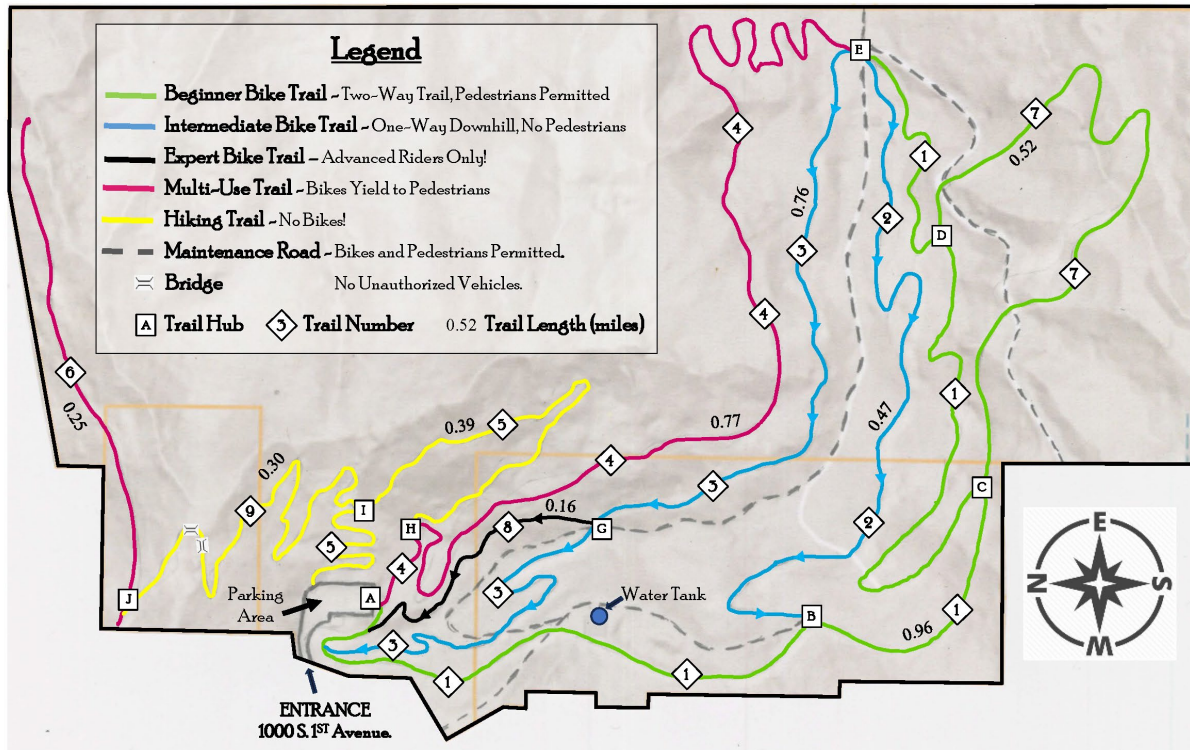 Legend
Beginner Bike Trail - Two-Way Trail, Pedestrians Permitted
Intermediate Bike Trail - One-Way Downhill, No Pedestrians
Expert Bike Trail - Advanced Riders Only!
Multi-Use Trail - Bikes Yield to Pedestrians
Hiking Trail - No Bikes!
Maintenance Road - Bikes and Pedestrians Permitted.
Bridge No Unauthorized Vehicles.
A Trail Hub 3 Trail Number 0.52 Trail Length (miles)
E
4
1
7
0.52
0.76
2
3
D
7
4
6
0.25
1
0.47
5
0.39
0.77
4
0.30
3
C
9
I
H
0.16
8
G
2
5
4
3
J
Parking
Area
A
Water Tank
B
1
0.96
3
1
1
ENTRANCE
1000 S. 1ST Avenue.
E
N
S
W